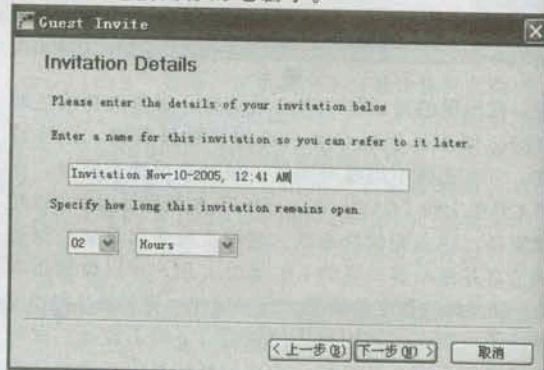 Guest Invite
Invitation Details
Please enter the details of your invitation below
Enter a name for this invitation so you can refer to it later.
Invitation Nov-10-2005, 12:41 AM
Specify how long this invitation remains open.
02 Hours
<上一步(B) 下一步(N)> 取消